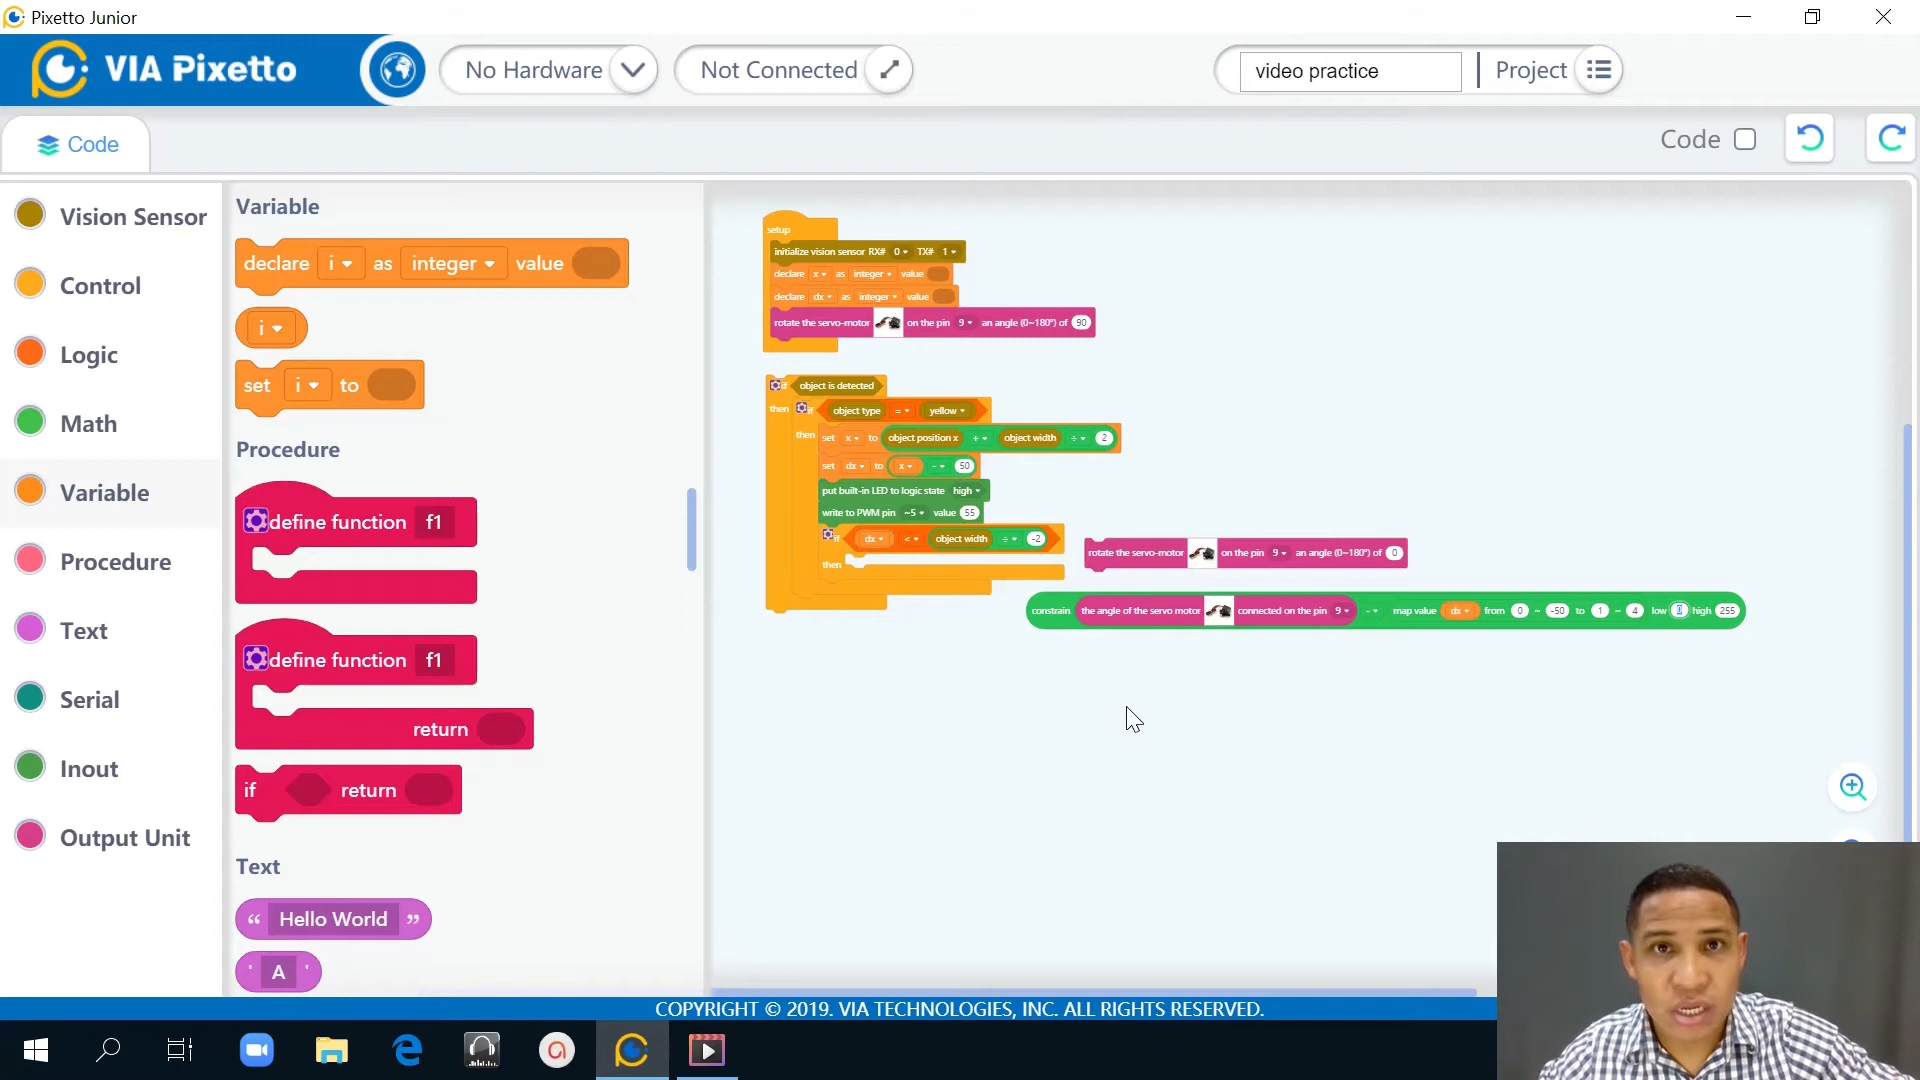 Pixetto Junior
VIA Pixetto
No Hardware
Not Connected
video practice
Project
Code
Code
Vision Sensor
Control
Logic
Math
Variable
Procedure
Text
Serial
Inout
Output Unit
Variable
declare i as integer value
i
set i to
Procedure
define function f1
define function f1
return
if return
Text
“ Hello World ”
' A '
setup
initialize vision sensor RX# 0 TX# 1
declare x as integer value
declare dx as integer value
rotate the servo-motor on the pin 9 an angle (0~180°) of 90
if object is detected
then if object type = yellow
then set x to object position x + object width ÷ 2
set dx to x - 50
put built-in LED to logic state high
write to PWM pin ~5 value 55
if dx < object width ÷ -2
then
rotate the servo-motor on the pin 9 an angle (0~180°) of 0
constrain the angle of the servo motor connected on the pin 9 - map value dx from 0 ~ -50 to 1 ~ 4 low 0 high 255
COPYRIGHT © 2019. VIA TECHNOLOGIES, INC. ALL RIGHTS RESERVED.